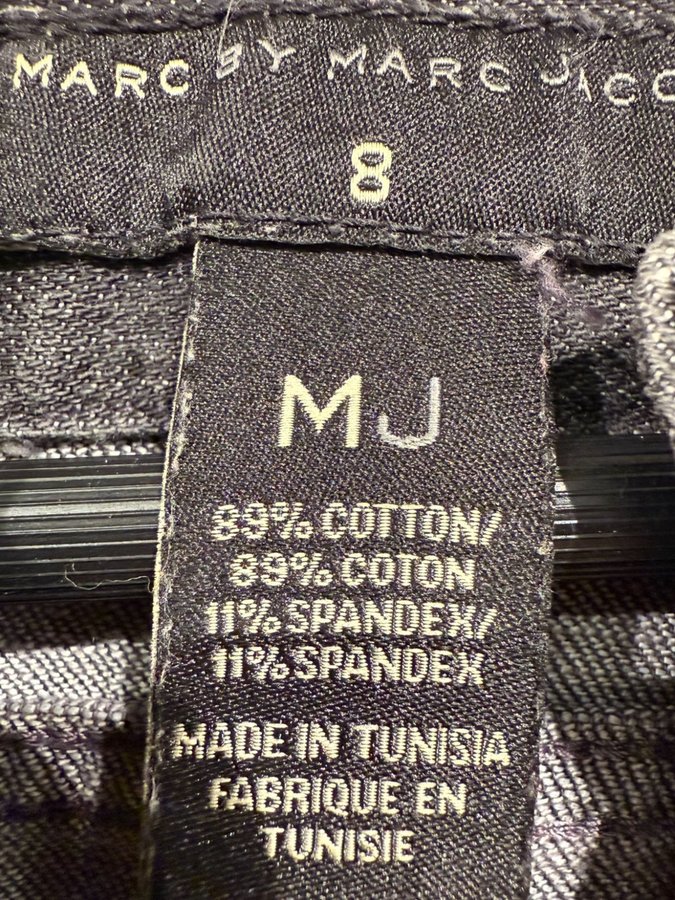 MARC BY MARC JACO
8
MJ
89% COTTON/
89% COTON
11% SPANDEX/
11% SPANDEX
MADE IN TUNISIA
FABRIQUE EN
TUNISIE